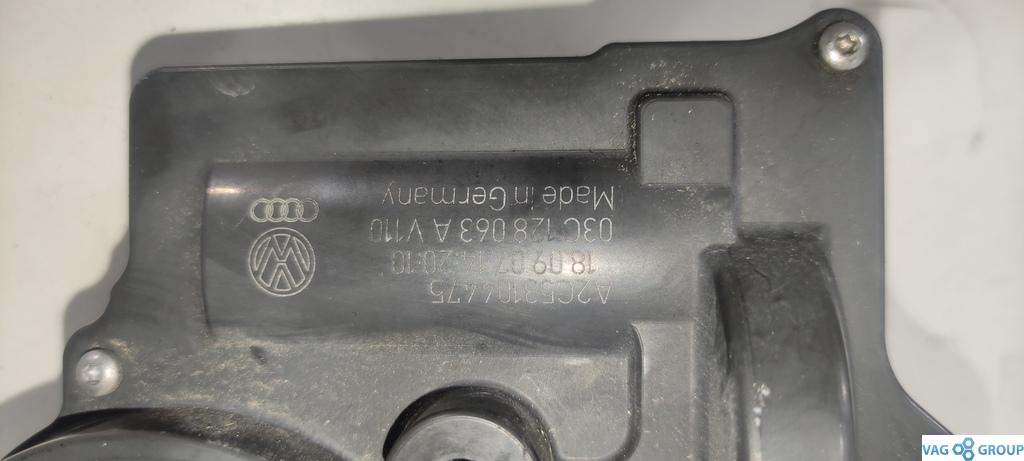 A2C53104475
18.09.07 14:20:10
03C 128 063 A V110
Made in Germany
VAG GROUP